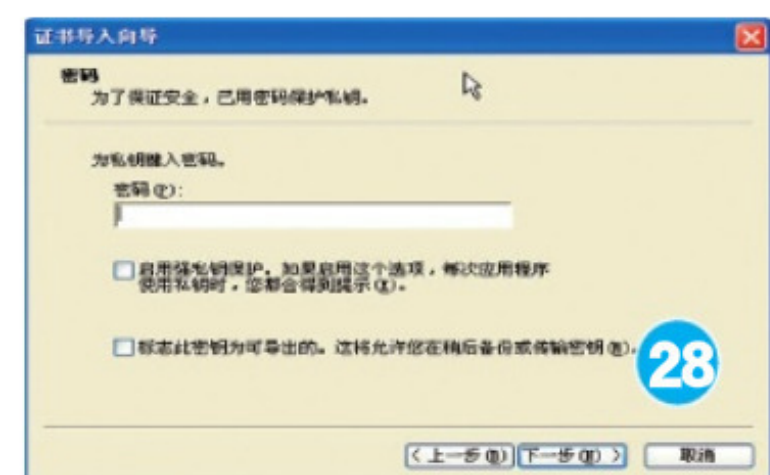 证书导入向导
密码
为了保证安全，已用密码保护私钥。
为私钥键入密码。
密码(P):
启用强私钥保护。如果启用这个选项，每次应用程序
使用私钥时，您都会得到提示(E)。
标志此密钥为可导出的。这将允许您在稍后备份或传输密钥(M)。
28
<上一步(B)
下一步(N)>
取消